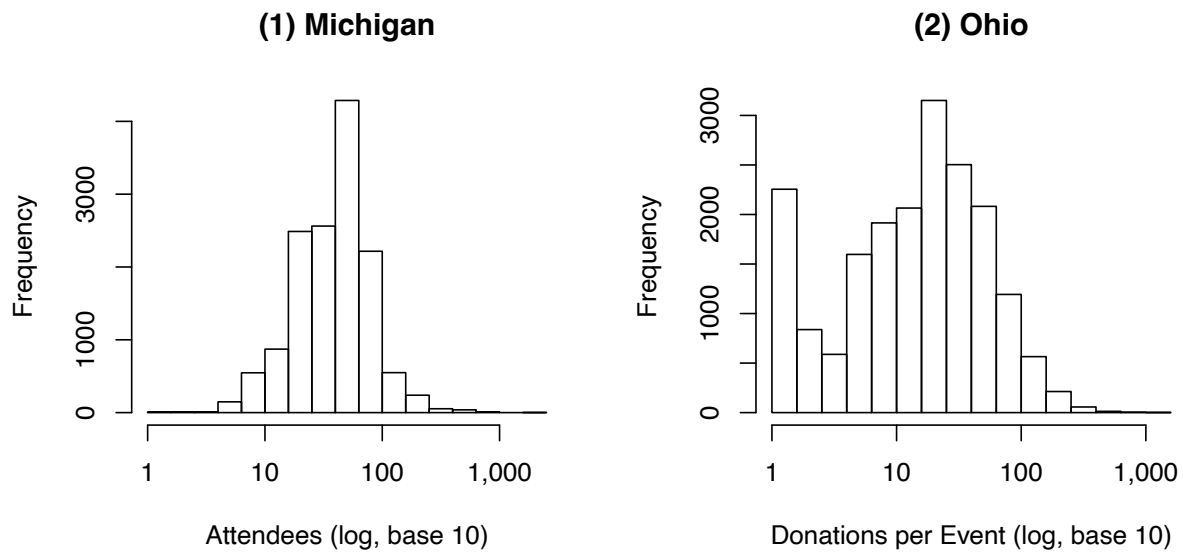 (1) Michigan
Frequency
0
1000
3000
1
10
100
1,000
Attendees (log, base 10)
(2) Ohio
Frequency
0
1000
2000
3000
1
10
100
1,000
Donations per Event (log, base 10)